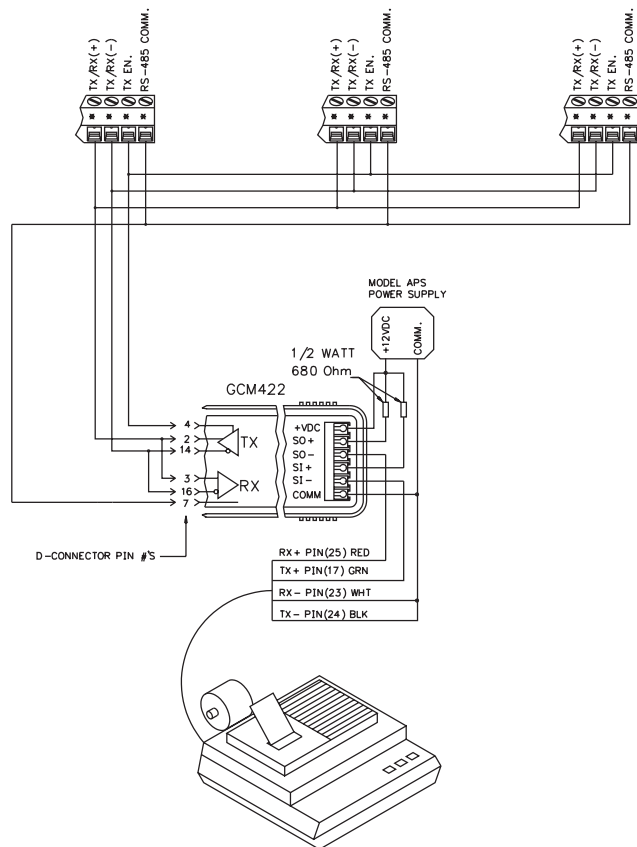 TX/RX(+)
TX/RX(-)
TX EN.
RS-485 COMM.
* * * *
TX/RX(+)
TX/RX(-)
TX EN.
RS-485 COMM.
* * * *
TX/RX(+)
TX/RX(-)
TX EN.
RS-485 COMM.
* * * *
MODEL APS
POWER SUPPLY
+12VDC
COMM.
1/2 WATT
680 Ohm
GCM422
4
2
14
TX
3
16
RX
7
+VDC
SO+
SO-
SI+
SI-
COMM
D-CONNECTOR PIN #'S
RX+ PIN(25) RED
TX+ PIN(17) GRN
RX- PIN(23) WHT
TX- PIN(24) BLK